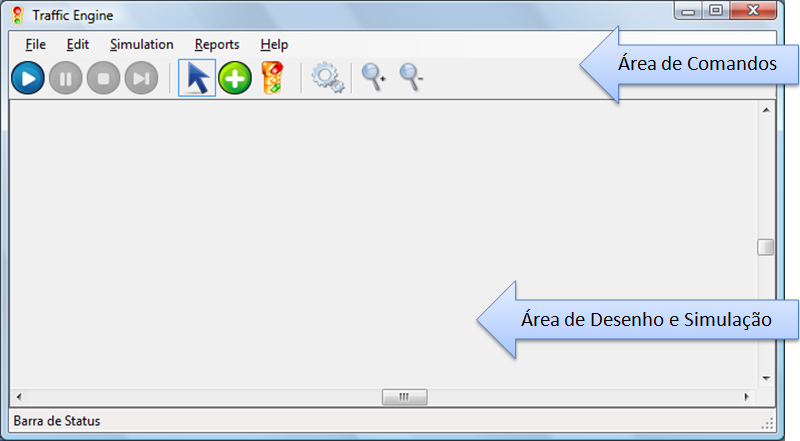 Traffic Engine
File Edit Simulation Reports Help
Área de Comandos
Área de Desenho e Simulação
Barra de Status